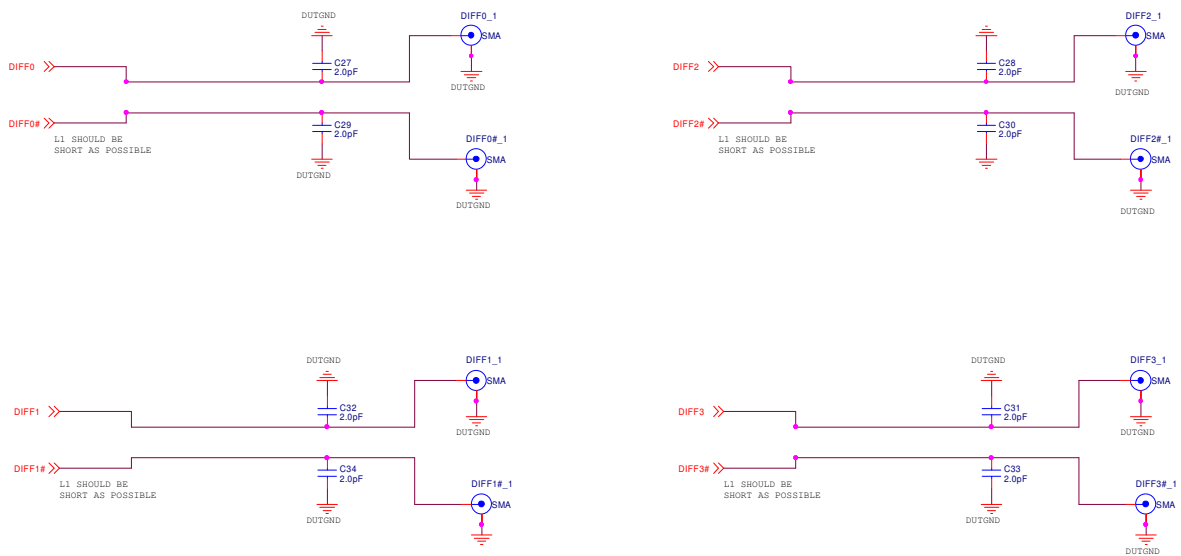 DUTGND
DIFF0_1
SMA
DIFF0
C27
2.0pF
DUTGND
DIFF0#
C29
2.0pF
L1 SHOULD BE
SHORT AS POSSIBLE
DIFF0#_1
SMA
DUTGND
DUTGND
DIFF2_1
SMA
DIFF2
C28
2.0pF
DUTGND
DIFF2#
C30
2.0pF
L1 SHOULD BE
SHORT AS POSSIBLE
DIFF2#_1
SMA
DUTGND
DUTGND
DIFF1_1
SMA
DIFF1
C32
2.0pF
DUTGND
DIFF1#
C34
2.0pF
L1 SHOULD BE
SHORT AS POSSIBLE
DIFF1#_1
SMA
DUTGND
DUTGND
DIFF3_1
SMA
DIFF3
C31
2.0pF
DUTGND
DIFF3#
C33
2.0pF
L1 SHOULD BE
SHORT AS POSSIBLE
DIFF3#_1
SMA
DUTGND
DUTGND